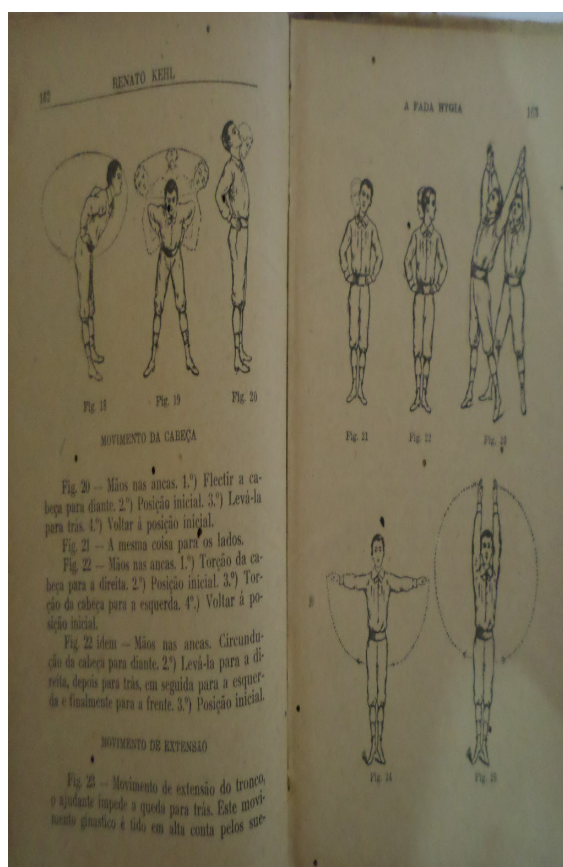 162
RENATO KEHL
Fig. 18
Fig. 19
Fig. 20
MOVIMENTO DA CABEÇA
Fig. 20 — Mãos nas ancas. 1.º) Flectir a ca-
beça para diante. 2.º) Posição inicial. 3.º) Levá-la
para trás. 4.º) Voltar á posição inicial.
Fig. 21 — A mesma coisa para os lados.
Fig. 22 — Mãos nas ancas. 1.º) Torção da ca-
beça para a direita. 2.º) Posição inicial. 3.º) Tor-
ção da cabeça para a esquerda. 4º.) Voltar á po-
sição inicial.
Fig. 22 idem — Mãos nas ancas. Circundu-
ção da cabeça para diante. 2.º) Levá-la para a di-
reita, depois para trás, em seguida para a esquer-
da e finalmente para a frente. 3.º) Posição inicial.
MOVIMENTO DE EXTENSÃO
Fig. 23 — Movimento de extensão do tronco,
o ajudante impede a queda para trás. Este movi-
mento ginastico é tido em alta conta pelos sue-
A FADA HYGIA
163
Fig. 21
Fig. 22
Fig. 23
Fig. 24
Fig. 25